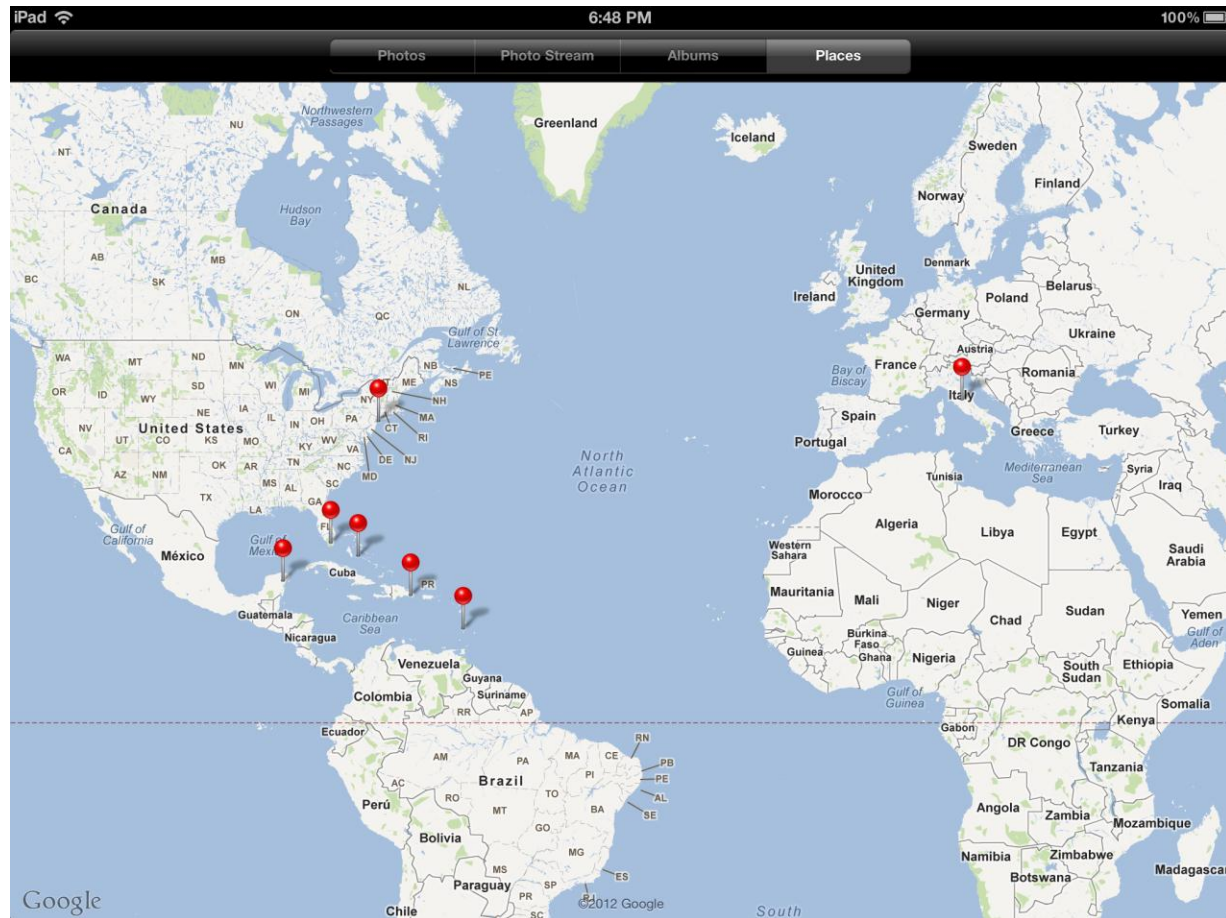 iPad
6:48 PM
100%
Photos
Photo Stream
Albums
Places
Northwestern
Passages
Greenland
Iceland
NU
NT
Sweden
Finland
Norway
Canada
Hudson
Bay
AB
MB
SK
BC
ON
QC
NL
Gulf of St
Lawrence
Denmark
United
Kingdom
Ireland
Belarus
Poland
Germany
Ukraine
WA
MT
ND
MN
NB
PE
Austria
France
Bay of
Biscay
Romania
OR
ID
WY
SD
WI
MI
NY
ME
NS
NH
MA
RI
CT
NE
IA
IL
IN
OH
PA
Italy
Spain
Portugal
Greece
Turkey
NV
UT
CO
United States
KS
MO
KY
WV
VA
NJ
DE
MD
CA
AZ
NM
OK
AR
TN
NC
SC
MS
AL
GA
TX
LA
FL
North
Atlantic
Ocean
Mediterranean
Sea
Syria
Iraq
Tunisia
Morocco
Algeria
Libya
Egypt
Saudi
Arabia
Western
Sahara
Gulf of
California
México
Gulf of
Cuba
PR
Mauritania
Mali
Niger
Chad
Sudan
Yemen
Gulf of
Aden
Guatemala
Caribbean
Sea
Nicaragua
Burkina
Faso
Guinea
Ghana
Nigeria
South
Sudan
Ethiopia
Venezuela
Guyana
Suriname
Colombia
RR
AP
Gulf of
Guinea
Somalia
Ecuador
Gabon
Kenya
DR Congo
Tanzania
RN
AM
PA
MA
CE
PB
PE
AL
SE
PI
TO
BA
Brazil
AC
RO
MT
Perú
GO
Angola
Zambia
Mozambique
Bolivia
MG
MS
ES
SP
RJ
Namibia
Zimbabwe
Botswana
Madagascar
Paraguay
PR
SC
Chile
Google
©2012 Google
South